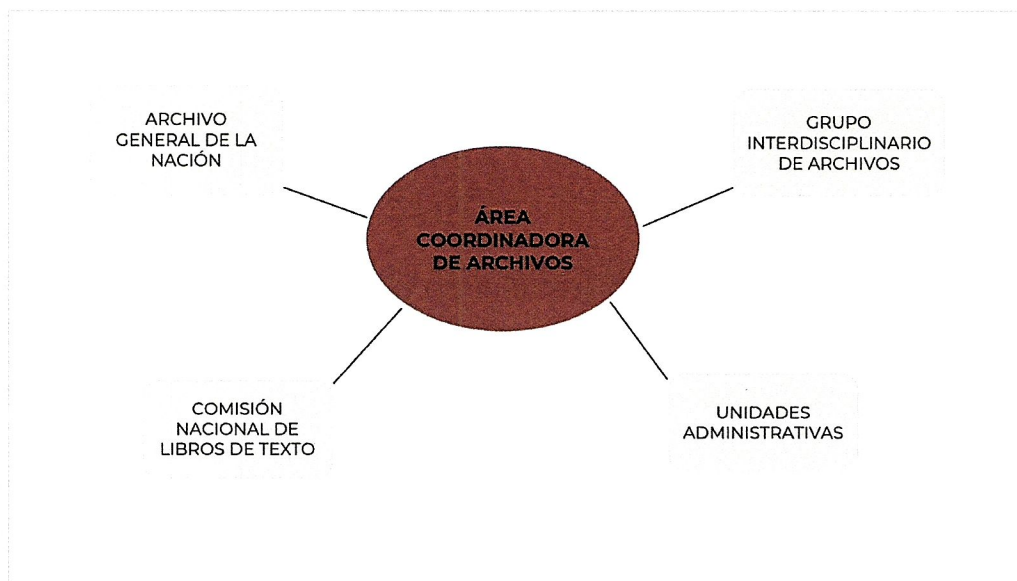 ARCHIVO
GENERAL DE LA
NACIÓN
GRUPO
INTERDISCIPLINARIO
DE ARCHIVOS
ÁREA
COORDINADORA
DE ARCHIVOS
COMISIÓN
NACIONAL DE
LIBROS DE TEXTO
UNIDADES
ADMINISTRATIVAS